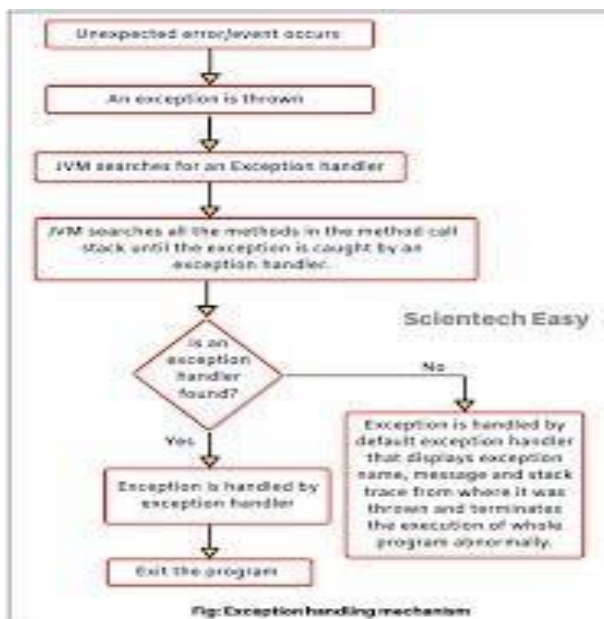 Unexpected error/event occurs
An exception is thrown
JVM searches for an Exception handler
JVM searches all the methods in the method call
stack until the exception is caught by an
exception handler.
Scientech Easy
Is an
exception
handler
found?
No
Yes
Exception is handled by
default exception handler
that displays exception
name, message and stack
trace from where it was
thrown and terminates
the execution of whole
program abnormally.
Exception is handled by
exception handler
Exit the program
Fig: Exception handling mechanism